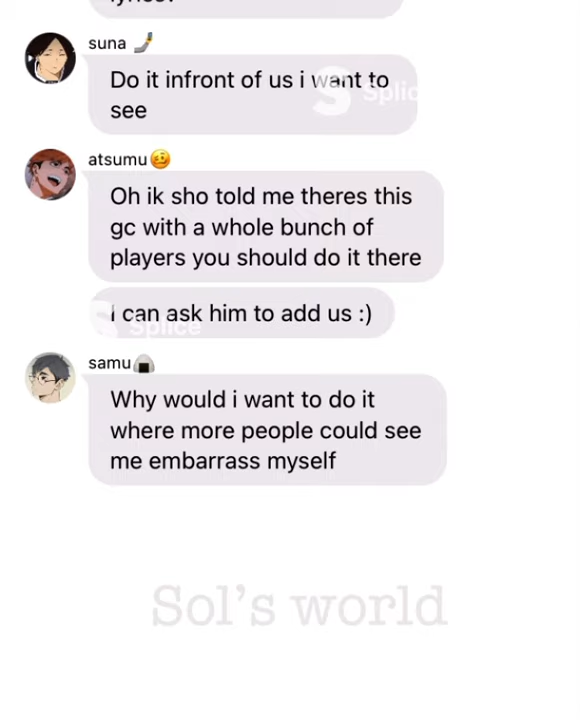 suna 🤳
Do it infront of us i want to
see
Splice
atsumu🥴
Oh ik sho told me theres this
gc with a whole bunch of
players you should do it there
I can ask him to add us :)
Splice
samu🍙
Why would i want to do it
where more people could see
me embarrass myself
Sol's world